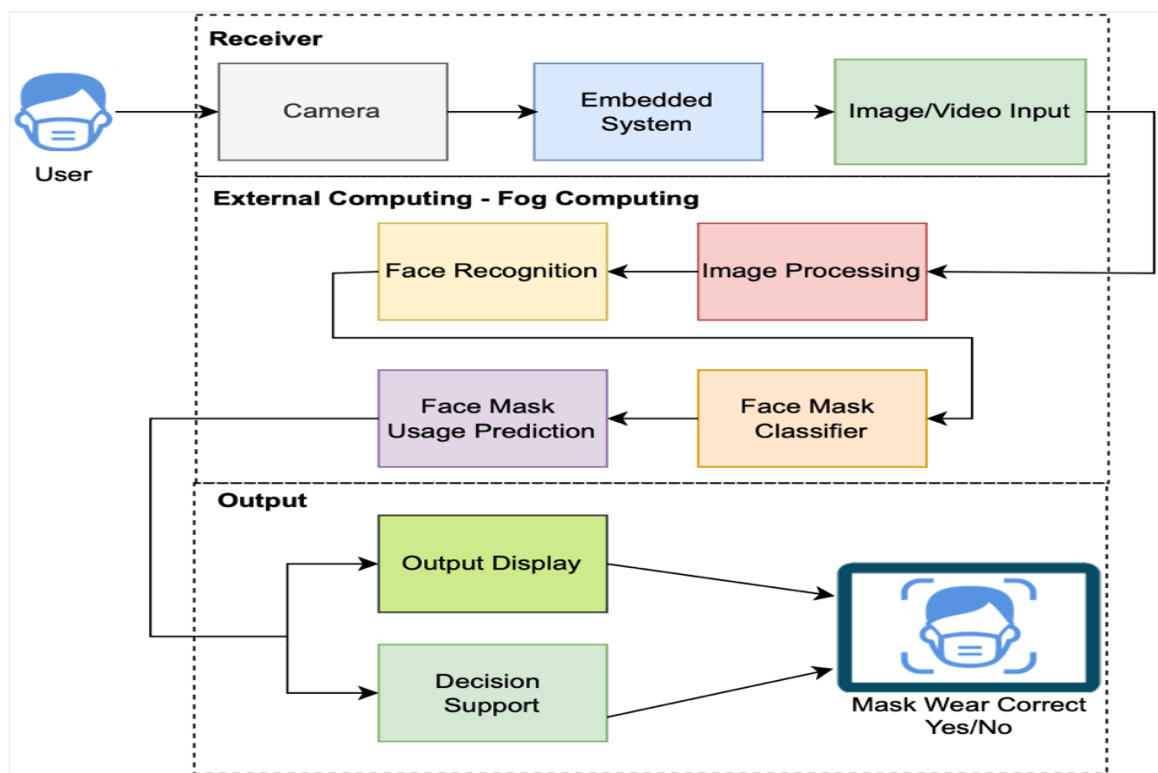 Receiver
Camera
Embedded
System
Image/Video Input
User
External Computing - Fog Computing
Face Recognition
Image Processing
Face Mask
Usage Prediction
Face Mask
Classifier
Output
Output Display
Decision
Support
Mask Wear Correct
Yes/No